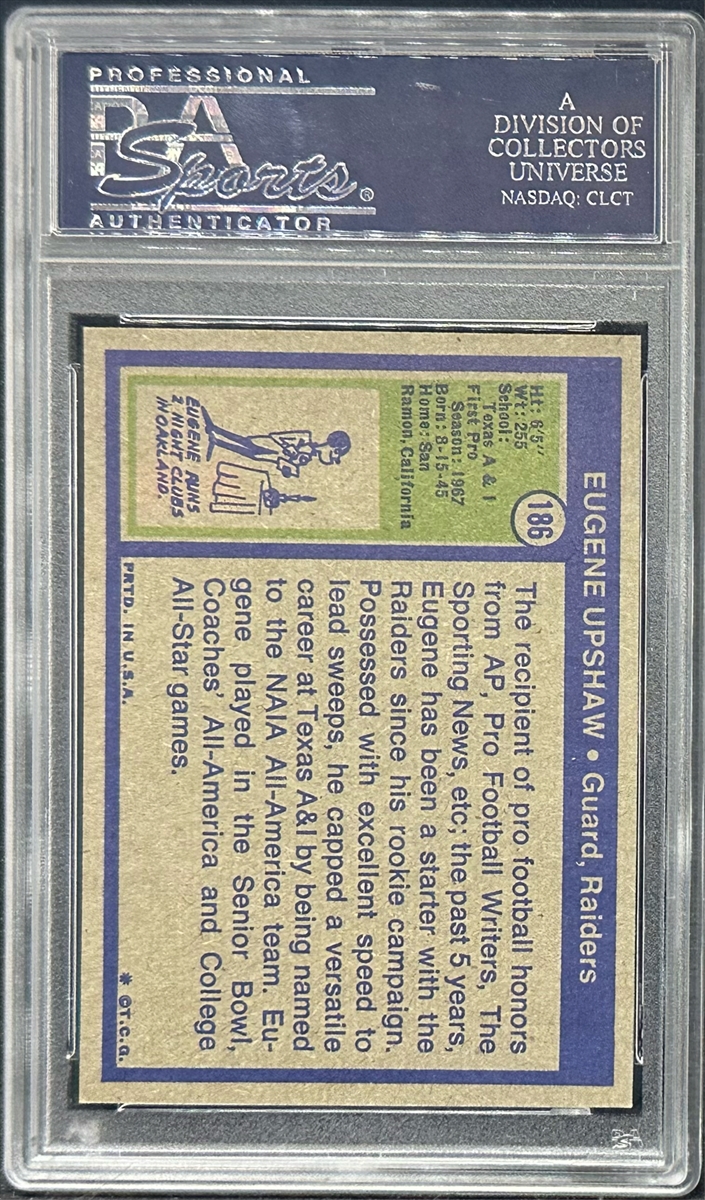 PROFESSIONAL
PSA
Sports®
AUTHENTICATOR
A
DIVISION OF
COLLECTORS
UNIVERSE
NASDAQ: CLCT
EUGENE UPSHAW • Guard, Raiders
186
Ht: 6'5"
Wt: 255
School:
Texas A & I
First Pro
Season: 1967
Born: 8-15-45
Home: San
Ramon, California
EUGENE RUNS
2 NIGHT CLUBS
IN OAKLAND.
The recipient of pro football honors
from AP, Pro Football Writers, The
Sporting News, etc; the past 5 years,
Eugene has been a starter with the
Raiders since his rookie campaign.
Possessed with excellent speed to
lead sweeps, he capped a versatile
career at Texas A&I by being named
to the NAIA All-America team. Eu-
gene played in the Senior Bowl,
Coaches' All-America and College
All-Star games.
PRTD. IN U.S.A.
* ©T.C.G.